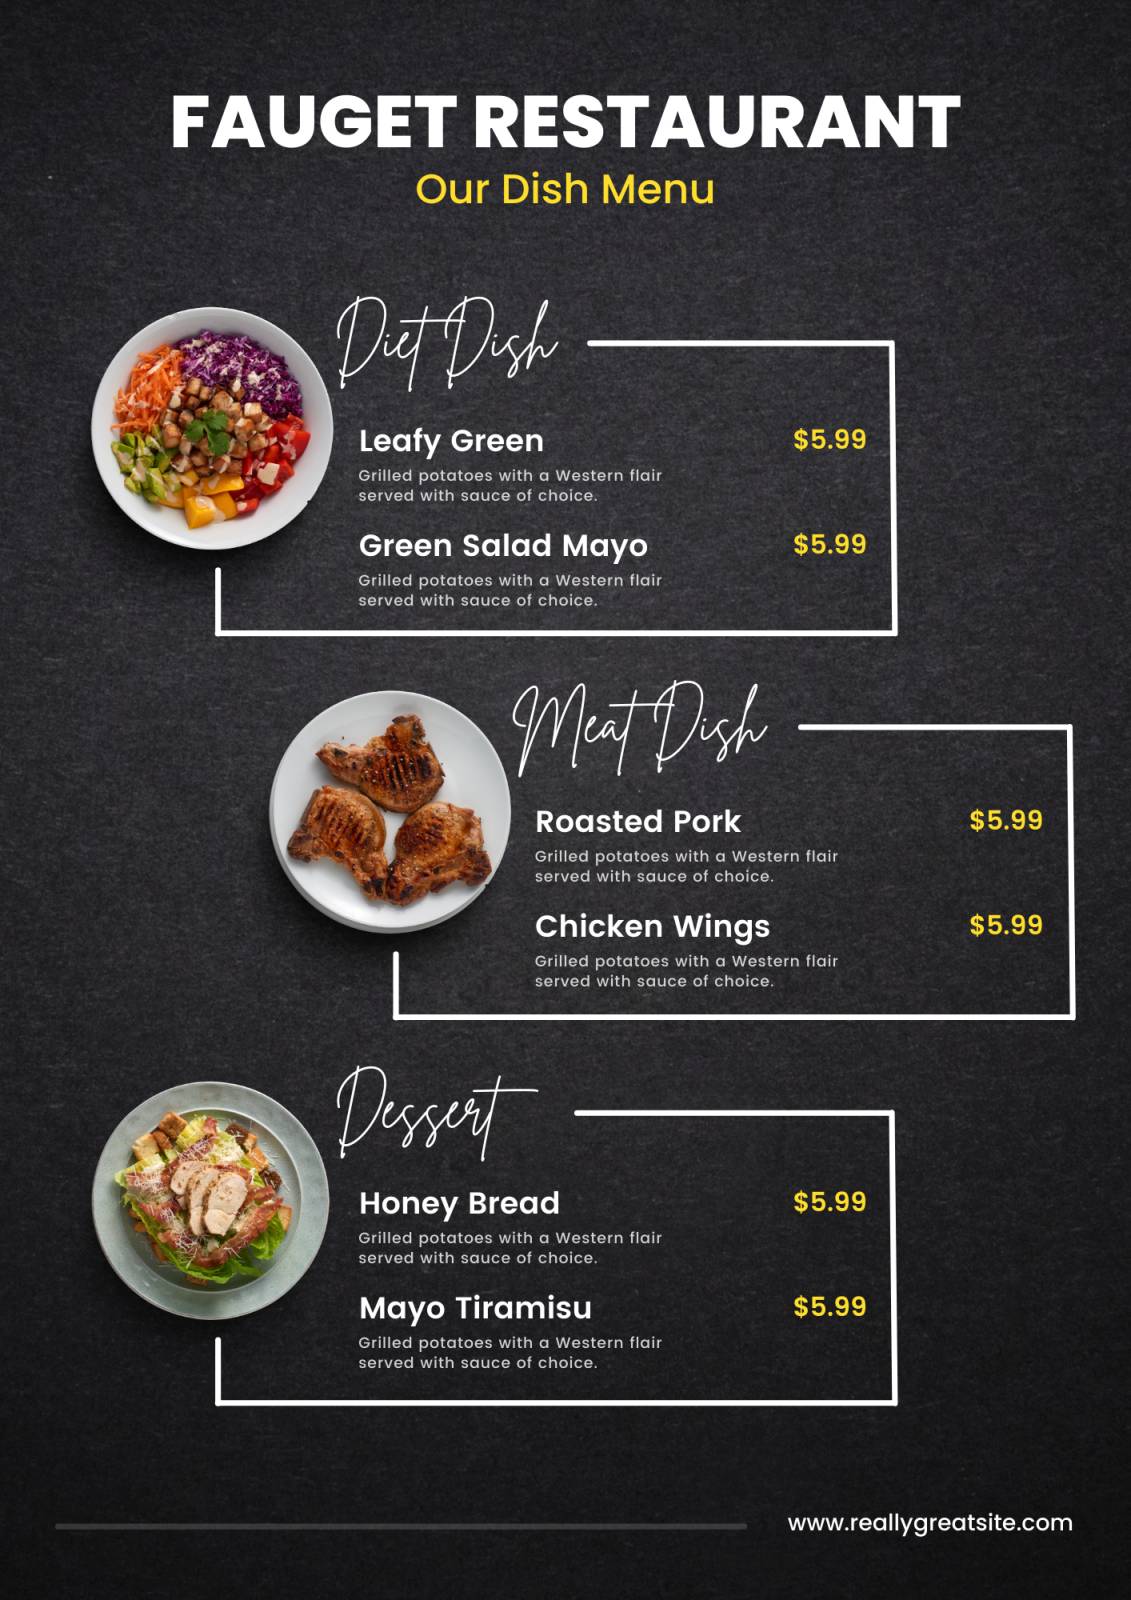 FAUGET RESTAURANT
Our Dish Menu
Diet Dish
Leafy Green $5.99
Grilled potatoes with a Western flair
served with sauce of choice.
Green Salad Mayo $5.99
Grilled potatoes with a Western flair
served with sauce of choice.
Meat Dish
Roasted Pork $5.99
Grilled potatoes with a Western flair
served with sauce of choice.
Chicken Wings $5.99
Grilled potatoes with a Western flair
served with sauce of choice.
Dessert
Honey Bread $5.99
Grilled potatoes with a Western flair
served with sauce of choice.
Mayo Tiramisu $5.99
Grilled potatoes with a Western flair
served with sauce of choice.
www.reallygreatsite.com